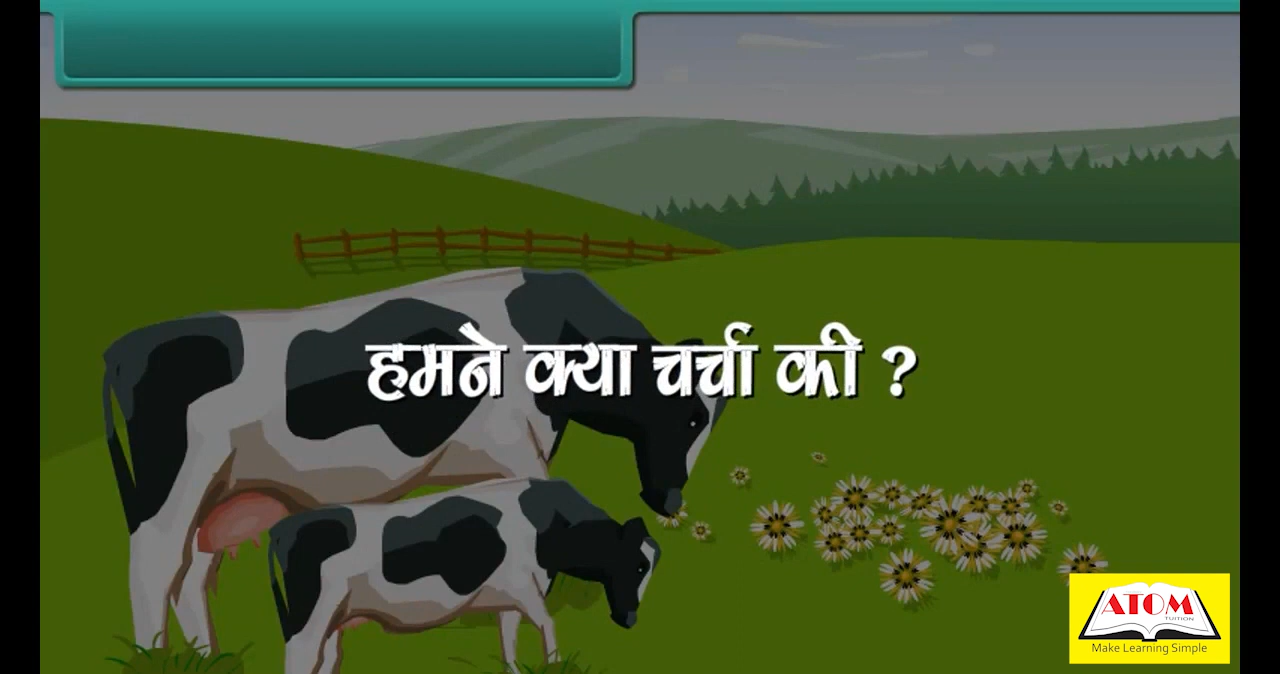 हमने क्या चर्चा की ?
ATOM
TUITION
Make Learning Simple